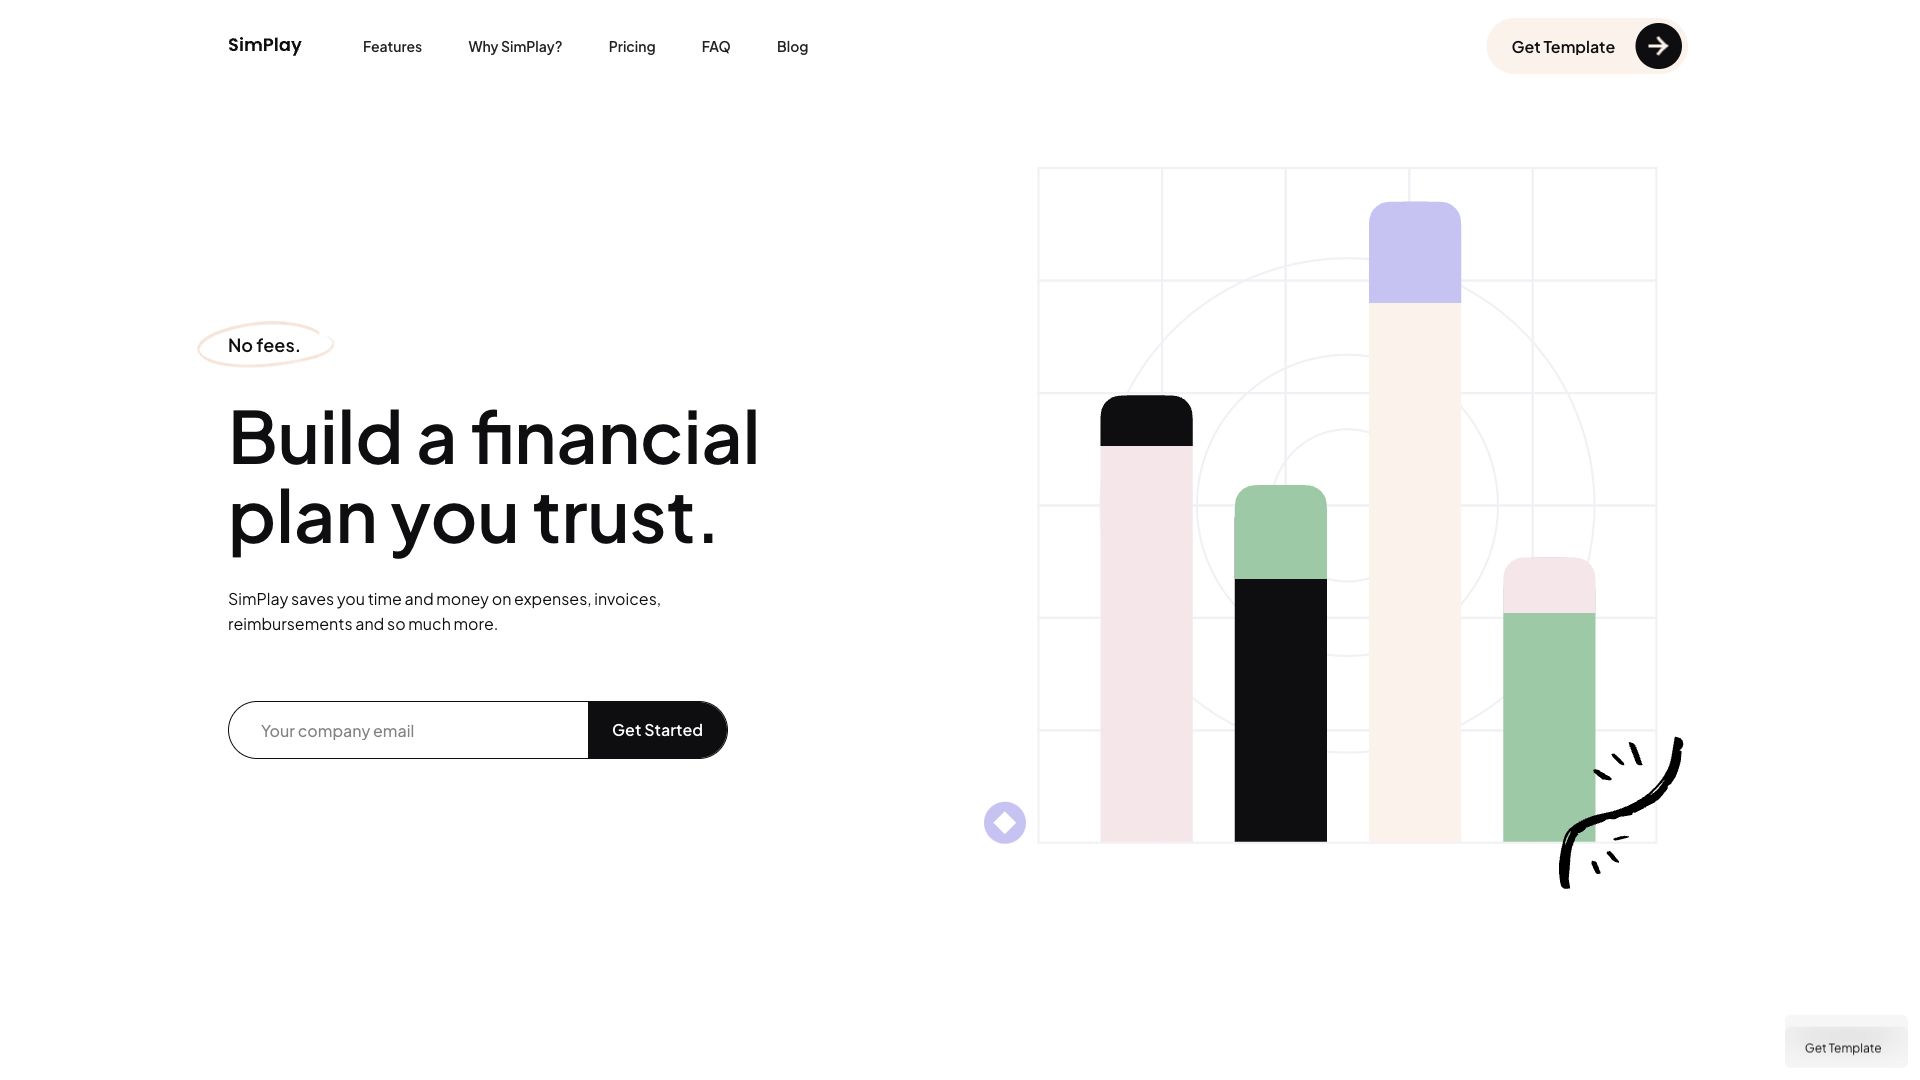 SimPlay
Features
Why SimPlay?
Pricing
FAQ
Blog
Get Template
No fees.
Build a financial
plan you trust.
SimPlay saves you time and money on expenses, invoices,
reimbursements and so much more.
Your company email
Get Started
Get Template